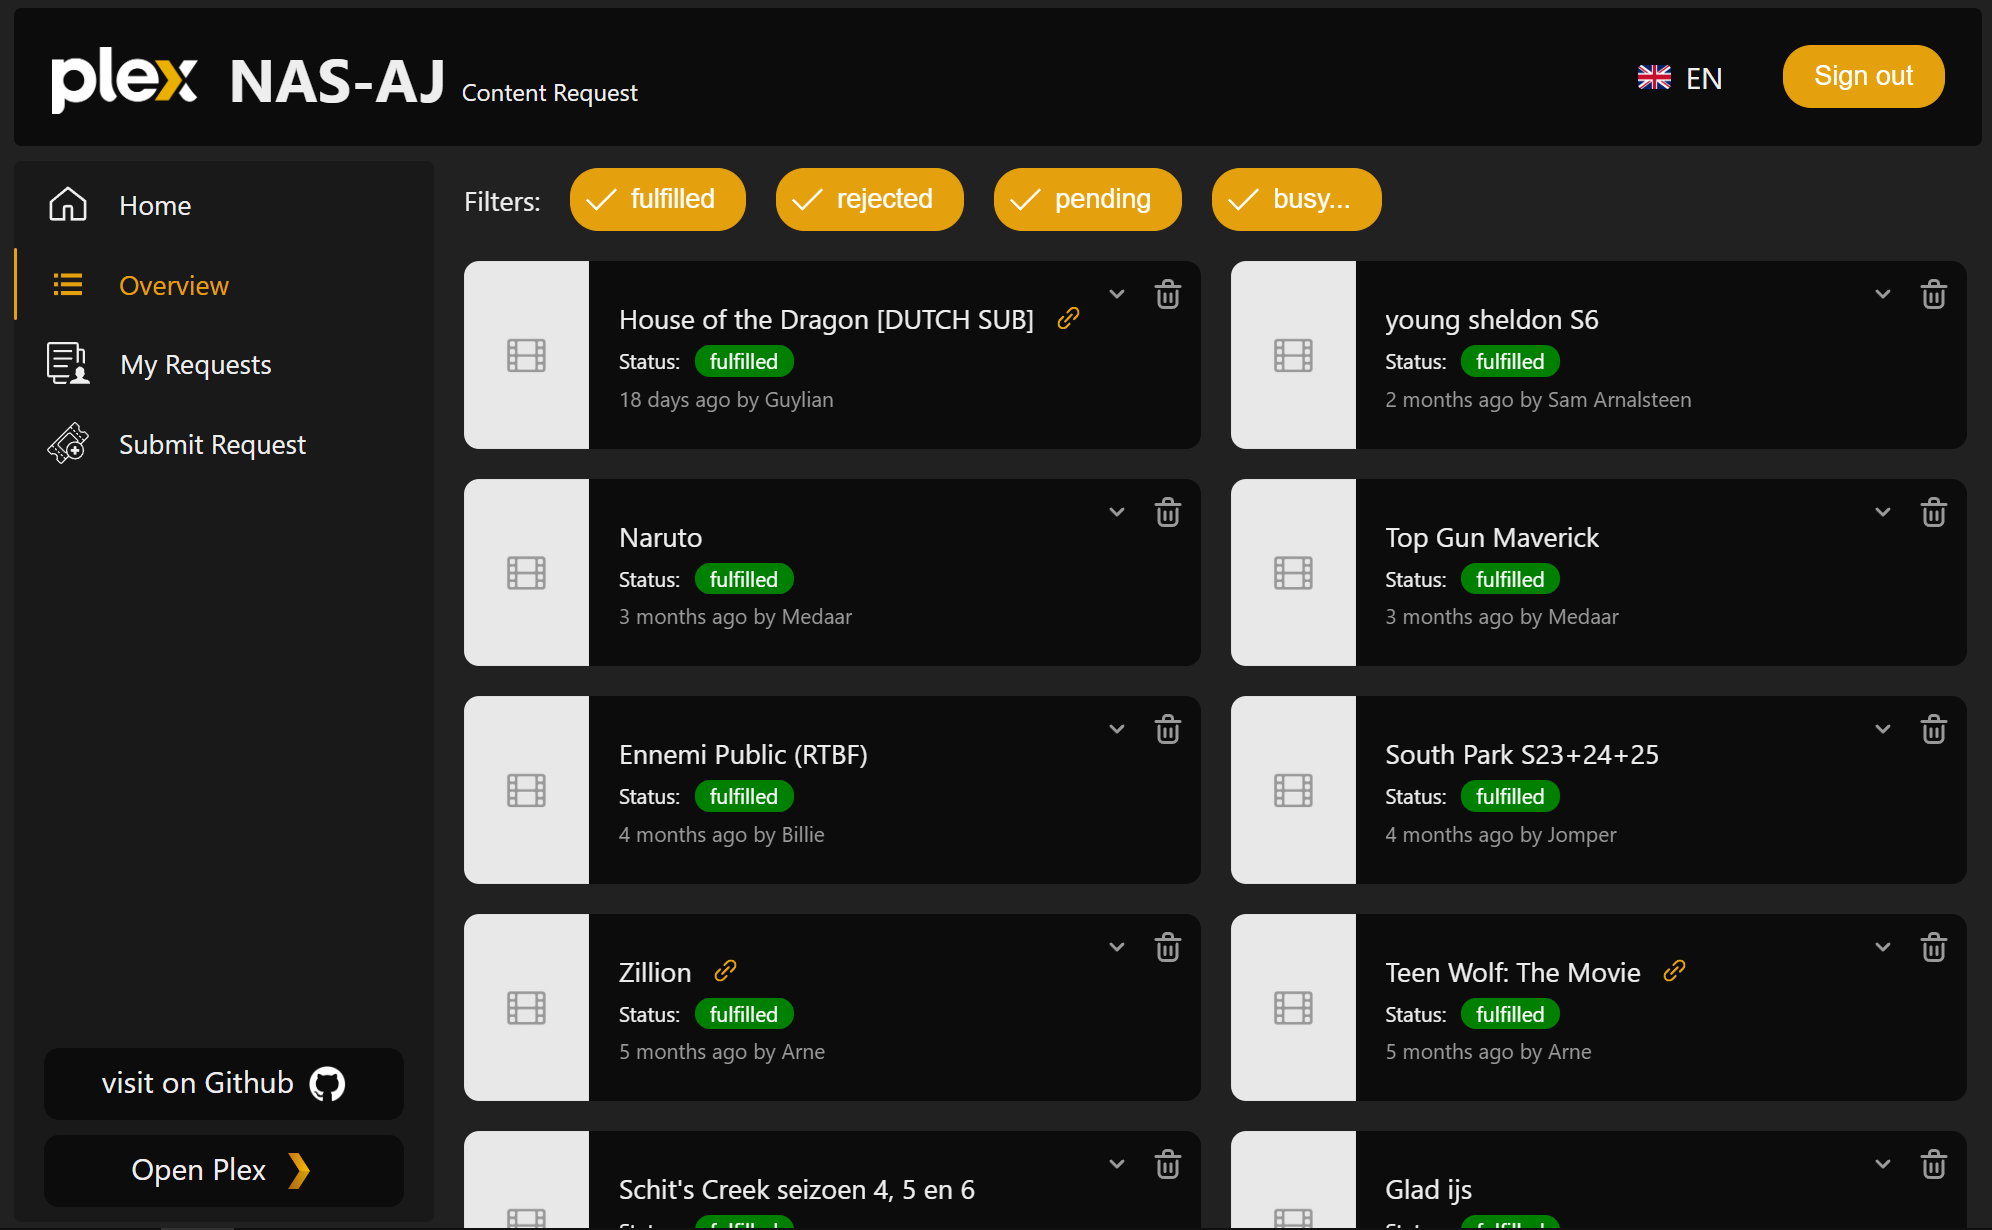 plex NAS-AJ Content Request
EN
Sign out
Home
Overview
My Requests
Submit Request
visit on Github
Open Plex
Filters:
fulfilled
rejected
pending
busy...
House of the Dragon [DUTCH SUB]
Status: fulfilled
18 days ago by Guylian
young sheldon S6
Status: fulfilled
2 months ago by Sam Arnalsteen
Naruto
Status: fulfilled
3 months ago by Medaar
Top Gun Maverick
Status: fulfilled
3 months ago by Medaar
Ennemi Public (RTBF)
Status: fulfilled
4 months ago by Billie
South Park S23+24+25
Status: fulfilled
4 months ago by Jomper
Zillion
Status: fulfilled
5 months ago by Arne
Teen Wolf: The Movie
Status: fulfilled
5 months ago by Arne
Schit's Creek seizoen 4, 5 en 6
Status: fulfilled
Glad ijs
Status: fulfilled